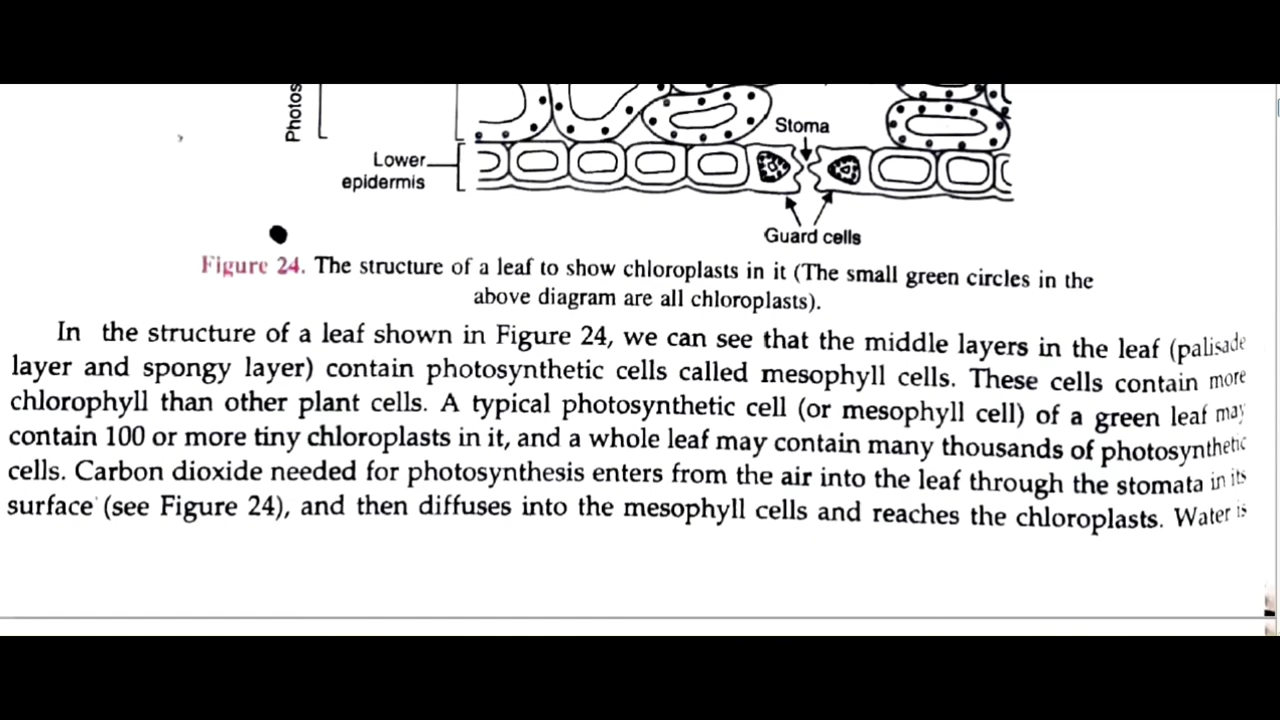 Photos
Stoma
Lower
epidermis
Guard cells
Figure 24. The structure of a leaf to show chloroplasts in it (The small green circles in the
above diagram are all chloroplasts).
In the structure of a leaf shown in Figure 24, we can see that the middle layers in the leaf (palisade
layer and spongy layer) contain photosynthetic cells called mesophyll cells. These cells contain more
chlorophyll than other plant cells. A typical photosynthetic cell (or mesophyll cell) of a green leaf may
contain 100 or more tiny chloroplasts in it, and a whole leaf may contain many thousands of photosynthetic
cells. Carbon dioxide needed for photosynthesis enters from the air into the leaf through the stomata in its
surface (see Figure 24), and then diffuses into the mesophyll cells and reaches the chloroplasts. Water is